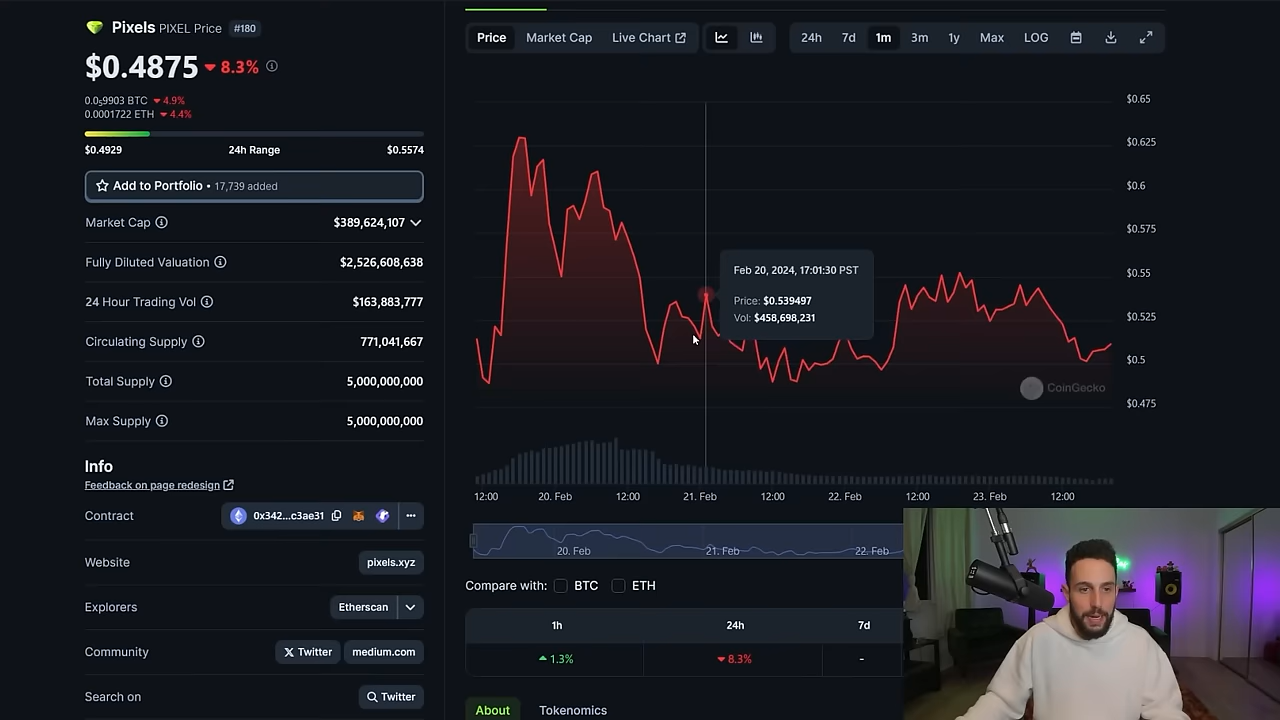 Pixels PIXEL Price #180
$0.4875 8.3%
0.0₅9903 BTC 4.9%
0.0001722 ETH 4.4%
$0.4929 24h Range $0.5574
Add to Portfolio • 17,739 added
Market Cap $389,624,107
Fully Diluted Valuation $2,526,608,638
24 Hour Trading Vol $163,883,777
Circulating Supply 771,041,667
Total Supply 5,000,000,000
Max Supply 5,000,000,000
Info
Feedback on page redesign
Contract 0x342...c3ae31
Website pixels.xyz
Explorers Etherscan
Community Twitter medium.com
Search on Twitter
Price Market Cap Live Chart 24h 7d 1m 3m 1y Max LOG
$0.65
$0.625
$0.6
$0.575
$0.55
$0.525
$0.5
$0.475
Feb 20, 2024, 17:01:30 PST
Price: $0.539497
Vol: $458,698,231
CoinGecko
12:00 20. Feb 12:00 21. Feb 12:00 22. Feb 12:00 23. Feb 12:00
20. Feb 21. Feb 22. Feb
Compare with: BTC ETH
1h 24h 7d
1.3% 8.3% -
About Tokenomics